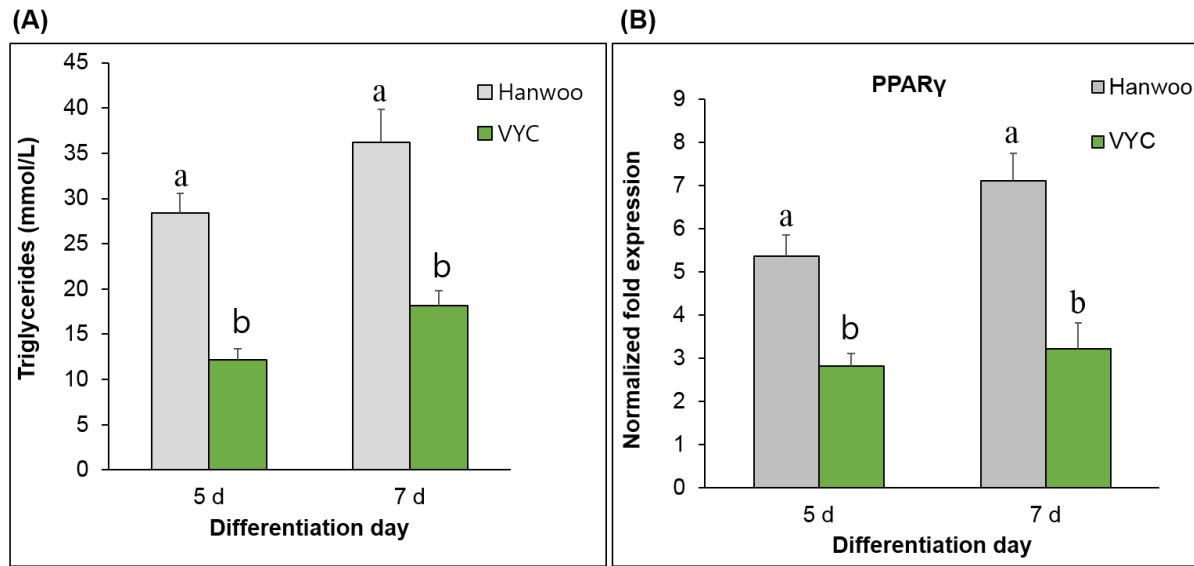 (A)
Triglycerides (mmol/L)
45
40
35
30
25
20
15
10
5
0
a
b
a
b
Hanwoo
VYC
5 d
7 d
Differentiation day
(B)
PPARγ
Normalized fold expression
9
8
7
6
5
4
3
2
1
0
a
b
a
b
Hanwoo
VYC
5 d
7 d
Differentiation day